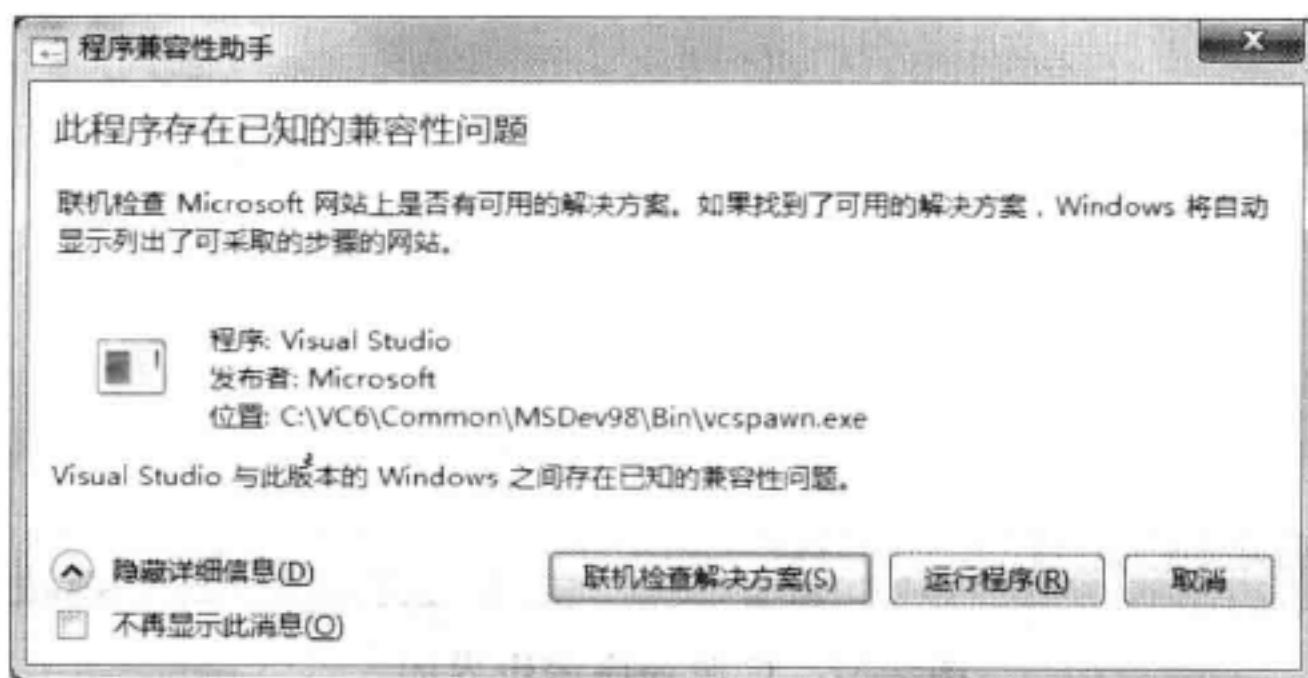 程序兼容性助手
此程序存在已知的兼容性问题
联机检查 Microsoft 网站上是否有可用的解决方案。如果找到了可用的解决方案，Windows 将自动
显示列出了可采取的步骤的网站。
程序: Visual Studio
发布者: Microsoft
位置: C:\VC6\Common\MSDev98\Bin\vcspawn.exe
Visual Studio 与此版本的 Windows 之间存在已知的兼容性问题。
隐藏详细信息(D) 联机检查解决方案(S) 运行程序(R) 取消
不再显示此消息(O)